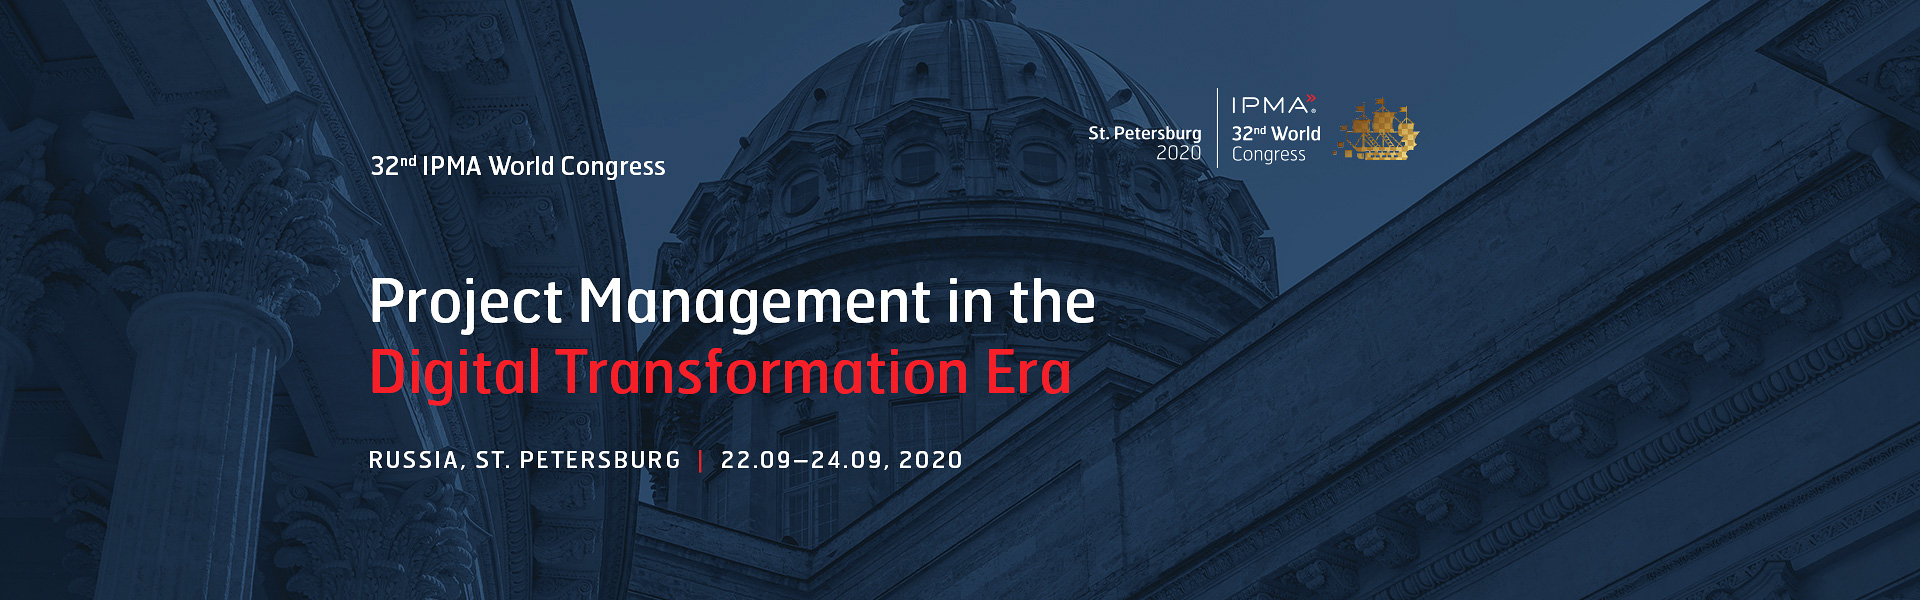 32nd IPMA World Congress
Project Management in the
Digital Transformation Era
RUSSIA, ST. PETERSBURG | 22.09–24.09, 2020
St. Petersburg
2020
IPMA®
32nd World
Congress